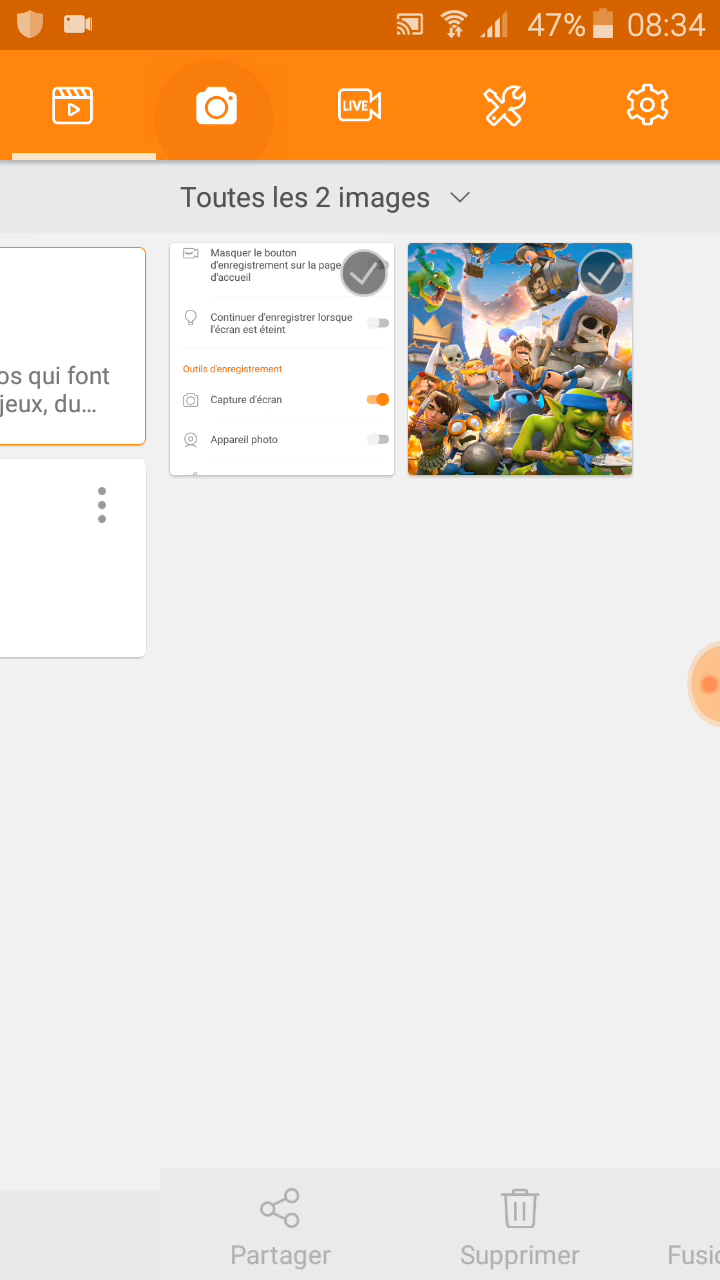 47% 08:34
LIVE
Toutes les 2 images
os qui font
jeux, du...
Masquer le bouton
d'enregistrement sur la page
d'accueil
Continuer d'enregistrer lorsque
l'écran est éteint
Outils d'enregistrement
Capture d'écran
Appareil photo
Partager
Supprimer
Fusio